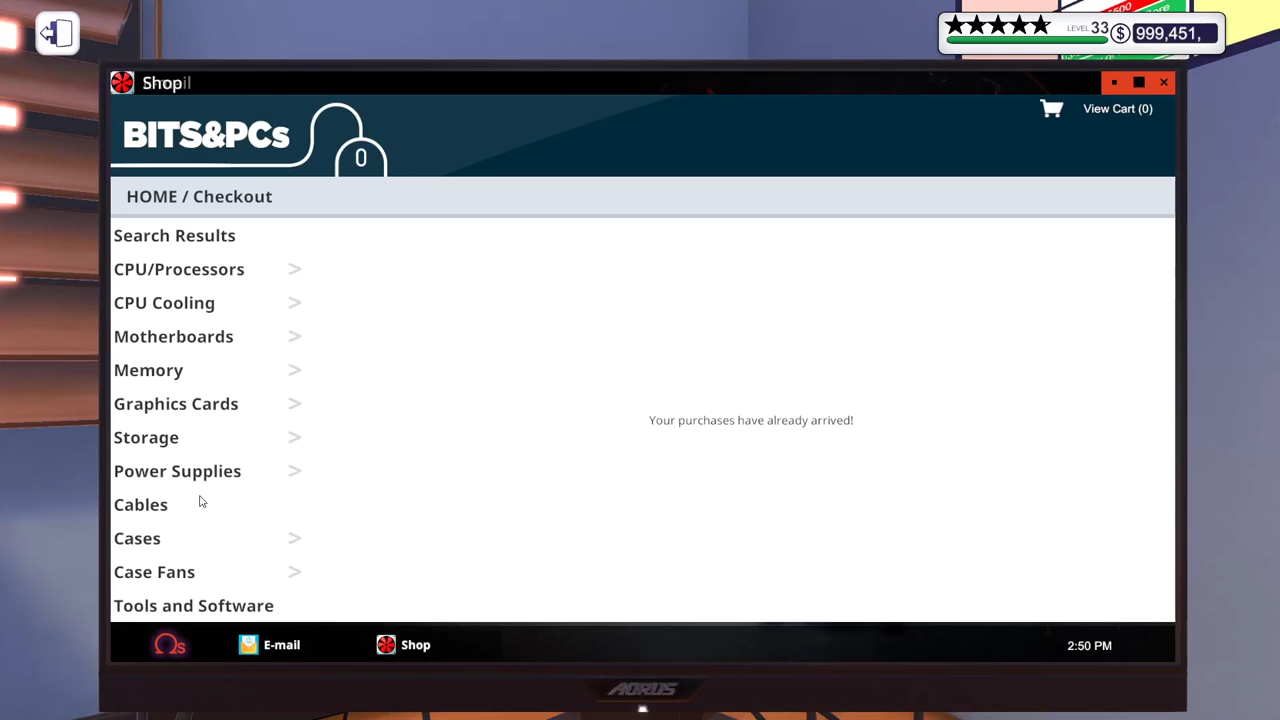 LEVEL 33
$ 999,451,
Shop
BITS&PCs
View Cart (0)
HOME / Checkout
Search Results
CPU/Processors >
CPU Cooling >
Motherboards >
Memory >
Graphics Cards >
Storage >
Power Supplies >
Cables
Cases >
Case Fans >
Tools and Software
Your purchases have already arrived!
Ωs
E-mail
Shop
2:50 PM
AORUS